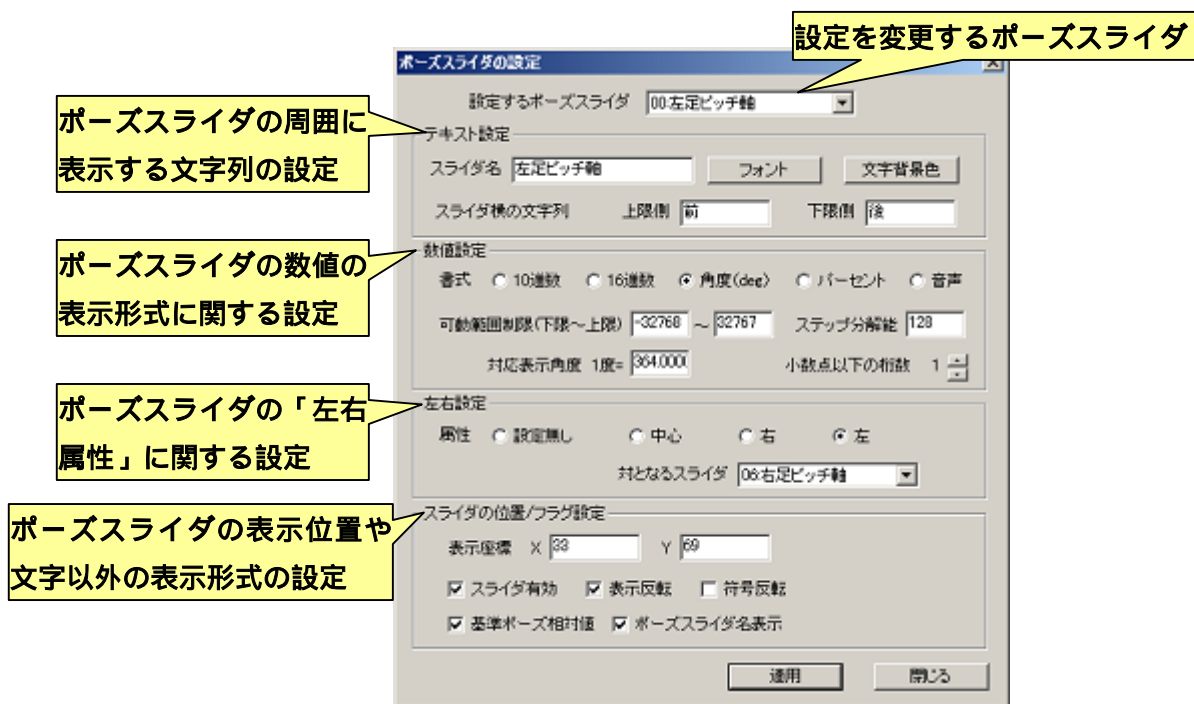 設定を変更するポーズスライダ
ポーズスライダの設定
設定するポーズスライダ 00:左足ピッチ軸
ポーズスライダの周囲に
表示する文字列の設定
テキスト設定
スライダ名 左足ピッチ軸 フォント 文字背景色
スライダ横の文字列 上限側 前 下限側 後
ポーズスライダの数値の
表示形式に関する設定
数値設定
書式 10進数 16進数 角度(deg) パーセント 音声
可動範囲制限(下限~上限) -32768 ~ 32767 ステップ分解能 128
対応表示角度 1度= 364.000 小数点以下の桁数 1
ポーズスライダの「左右
属性」に関する設定
左右設定
属性 設定無し 中心 右 左
対となるスライダ 06:右足ピッチ軸
ポーズスライダの表示位置や
文字以外の表示形式の設定
スライダの位置/フラグ設定
表示座標 X 33 Y 69
スライダ有効 表示反転 符号反転
基準ポーズ相対値 ポーズスライダ名表示
適用 閉じる